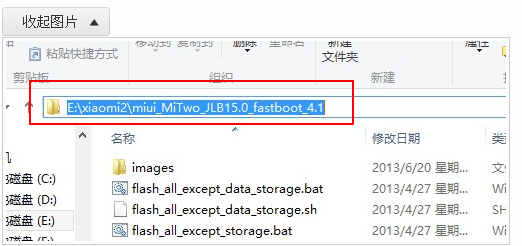 收起图片
粘贴快捷方式
移动到 复制到 删除 重命名 新建 文件夹 属性
剪贴板 组织 新建
E:\xiaomi2\miui_MiTwo_JLB15.0_fastboot_4.1
名称 修改日期 类
images 2013/6/20 星期... 文
磁盘 (C:) flash_all_except_data_storage.bat 2013/4/27 星期... Wi
磁盘 (D:) flash_all_except_data_storage.sh 2013/4/27 星期... SH
磁盘 (E:) flash_all_except_storage.bat 2013/4/27 星期... Wi